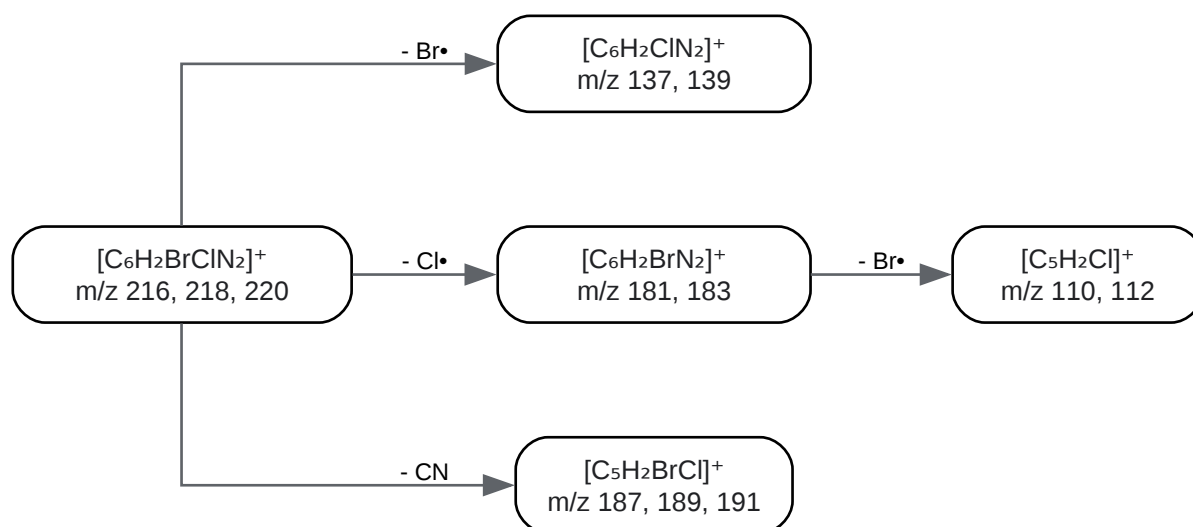 - Br•
[C₆H₂ClN₂]⁺
m/z 137, 139
[C₆H₂BrClN₂]⁺
m/z 216, 218, 220
- Cl•
[C₆H₂BrN₂]⁺
m/z 181, 183
- Br•
[C₅H₂Cl]⁺
m/z 110, 112
- CN
[C₅H₂BrCl]⁺
m/z 187, 189, 191